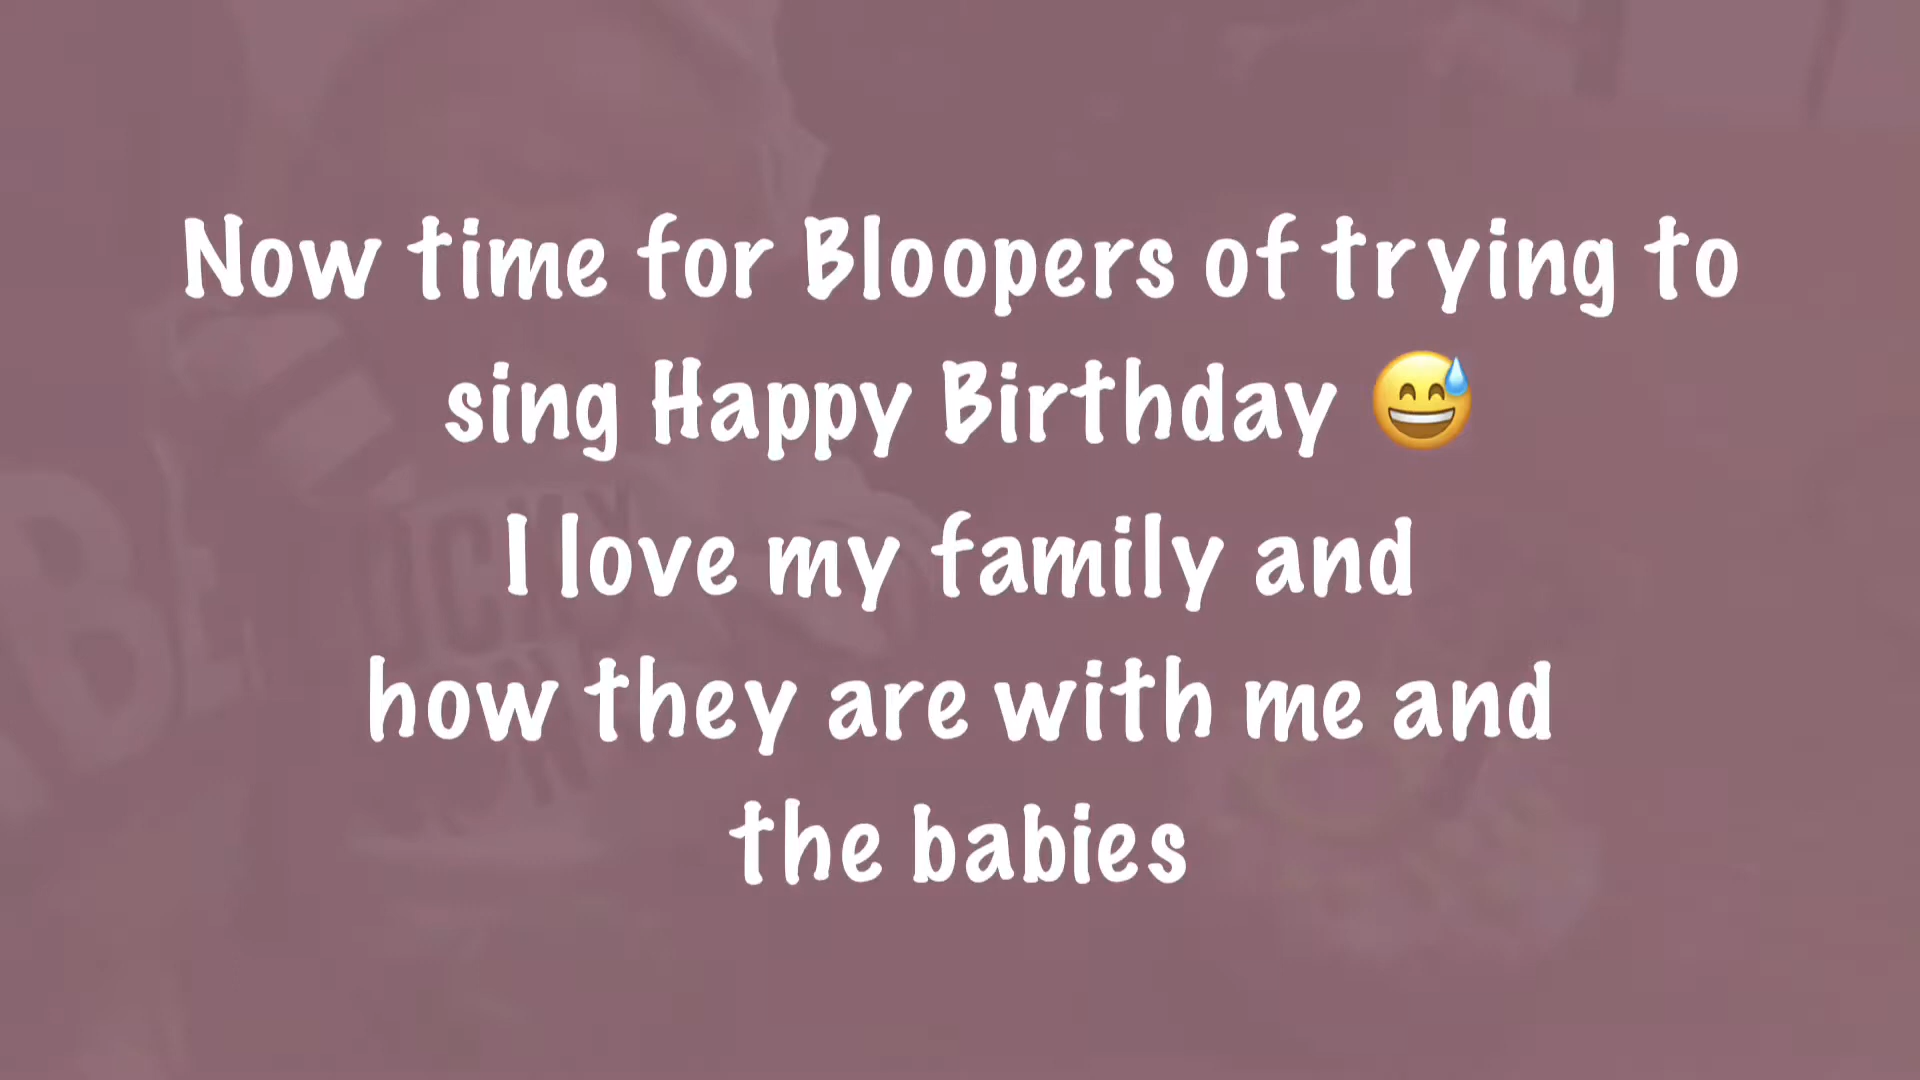 Now time for Bloopers of trying to
sing Happy Birthday 😅
I love my family and
how they are with me and
the babies